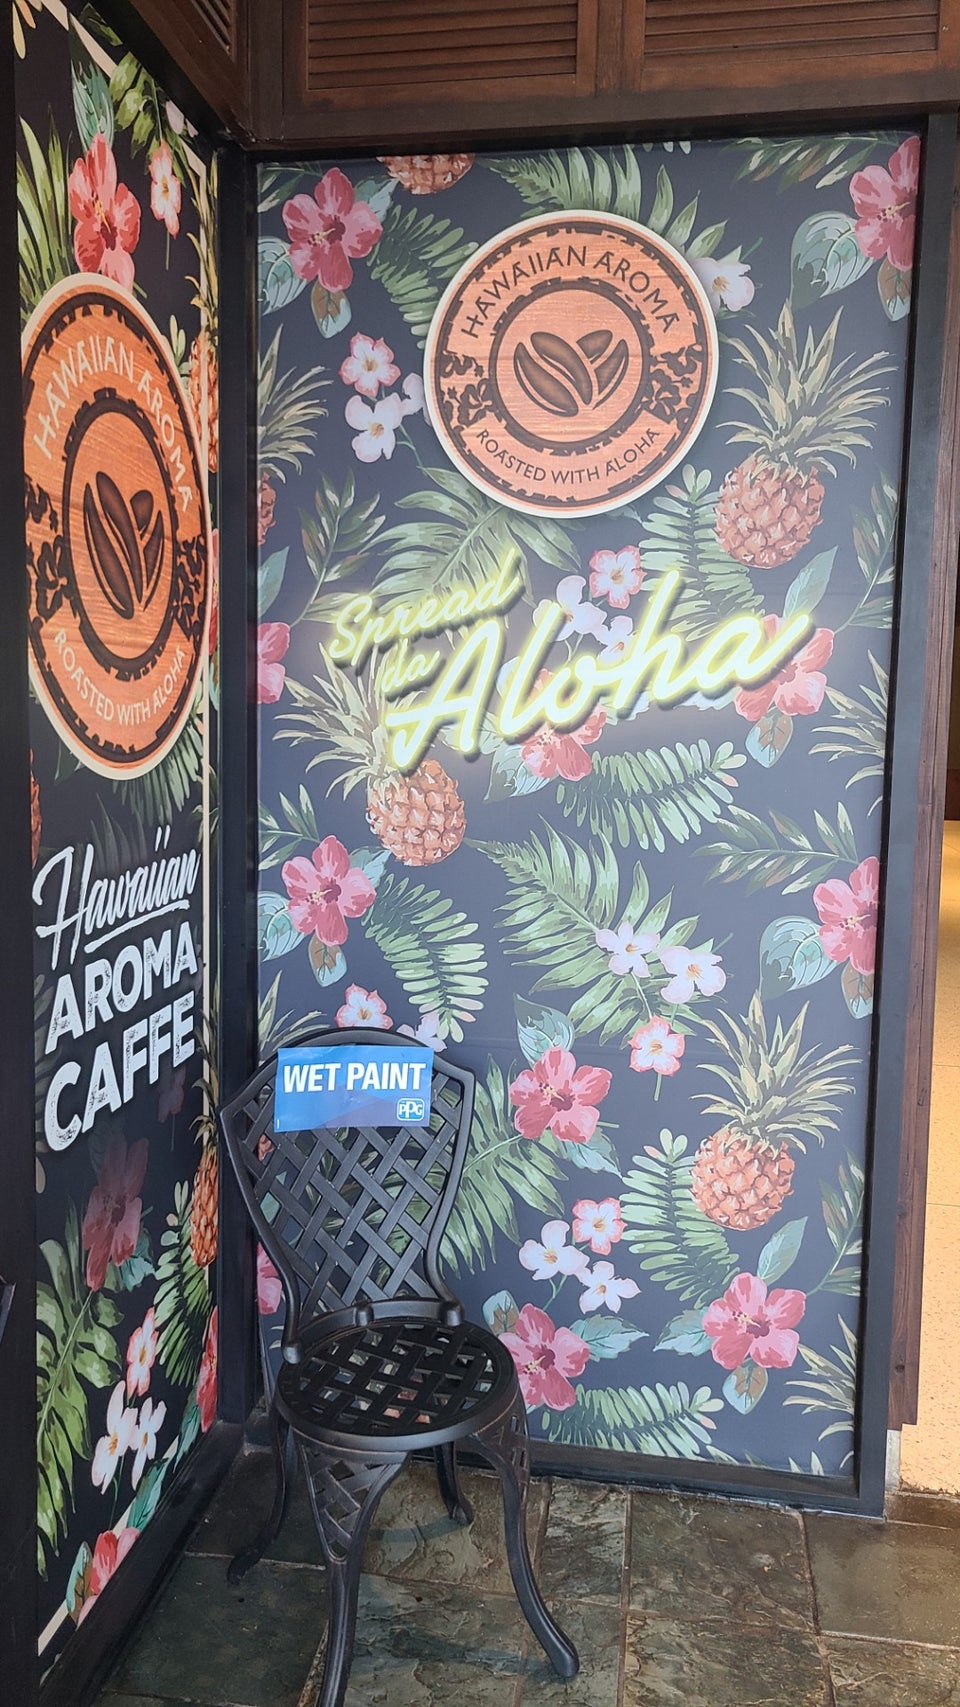 HAWAIIAN AROMA
ROASTED WITH ALOHA
Hawaiian
AROMA
CAFFE
HAWAIIAN AROMA
ROASTED WITH ALOHA
Spread
da
Aloha
WET PAINT
PPG